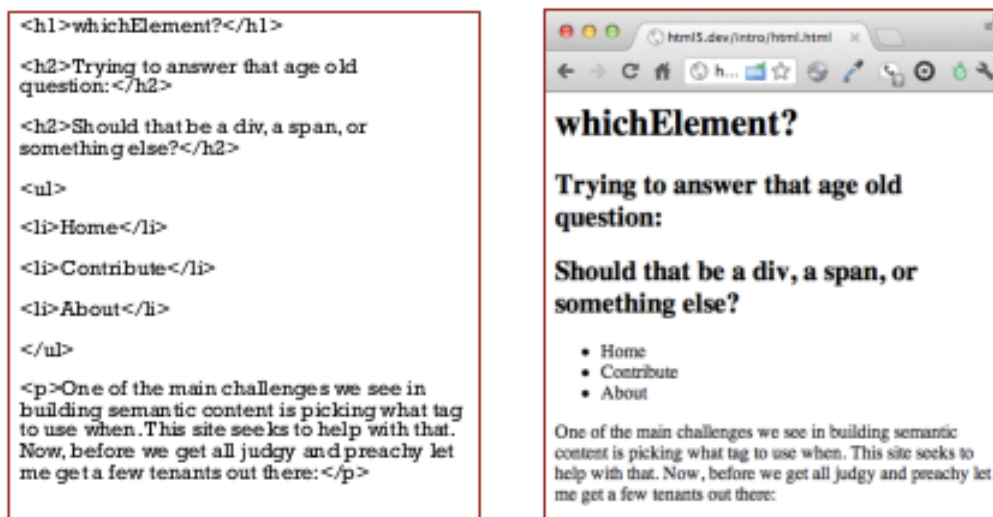 <h1>whichElement?</h1>
<h2>Trying to answer that age old
question:</h2>
<h2>Should that be a div, a span, or
something else?</h2>
<ul>
<li>Home</li>
<li>Contribute</li>
<li>About</li>
</ul>
<p>One of the main challenges we see in
building semantic content is picking what tag
to use when. This site seeks to help with that.
Now, before we get all judgy and preachy let
me get a few tenants out there:</p>
html5.dev/intro/html.html
h...
whichElement?
Trying to answer that age old
question:
Should that be a div, a span, or
something else?
• Home
• Contribute
• About
One of the main challenges we see in building semantic
content is picking what tag to use when. This site seeks to
help with that. Now, before we get all judgy and preachy let
me get a few tenants out there: